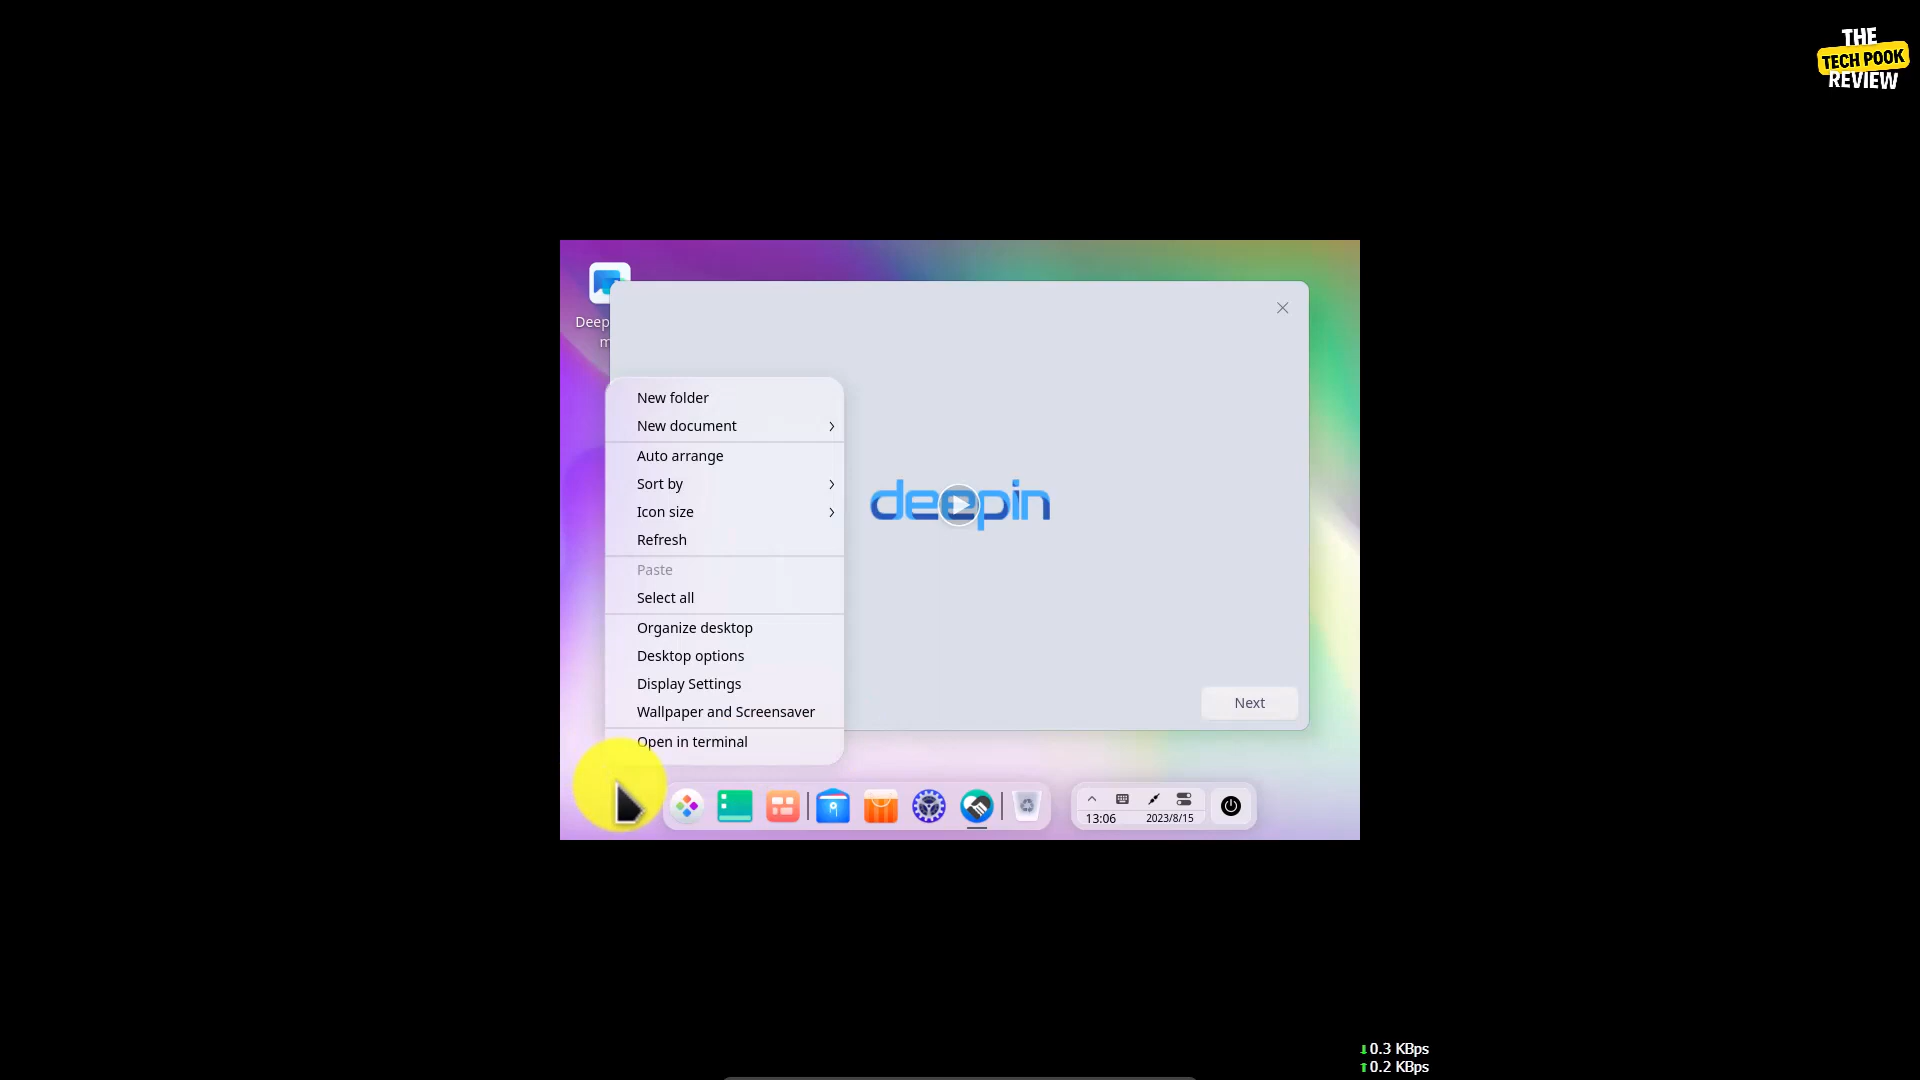 THE
TECH POOK
REVIEW
Deep
m
New folder
New document
Auto arrange
Sort by
Icon size
Refresh
Paste
Select all
Organize desktop
Desktop options
Display Settings
Wallpaper and Screensaver
Open in terminal
deepin
Next
13:06
2023/8/15
0.3 KBps
0.2 KBps